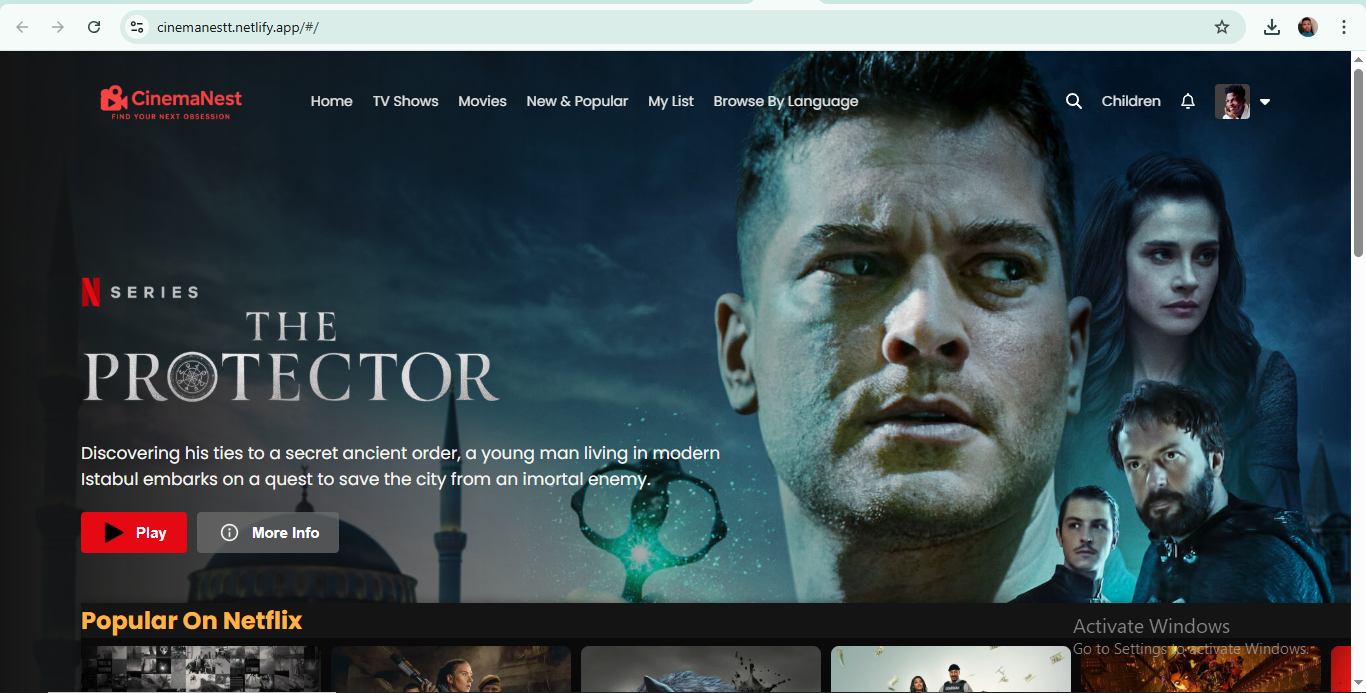 cinemanestt.netlify.app/#/
CinemaNest
FIND YOUR NEXT OBSESSION
Home TV Shows Movies New & Popular My List Browse By Language
Children
N SERIES
THE
PROTECTOR
Discovering his ties to a secret ancient order, a young man living in modern
Istabul embarks on a quest to save the city from an imortal enemy.
Play
More Info
Popular On Netflix
Activate Windows
Go to Settings to activate Windows.